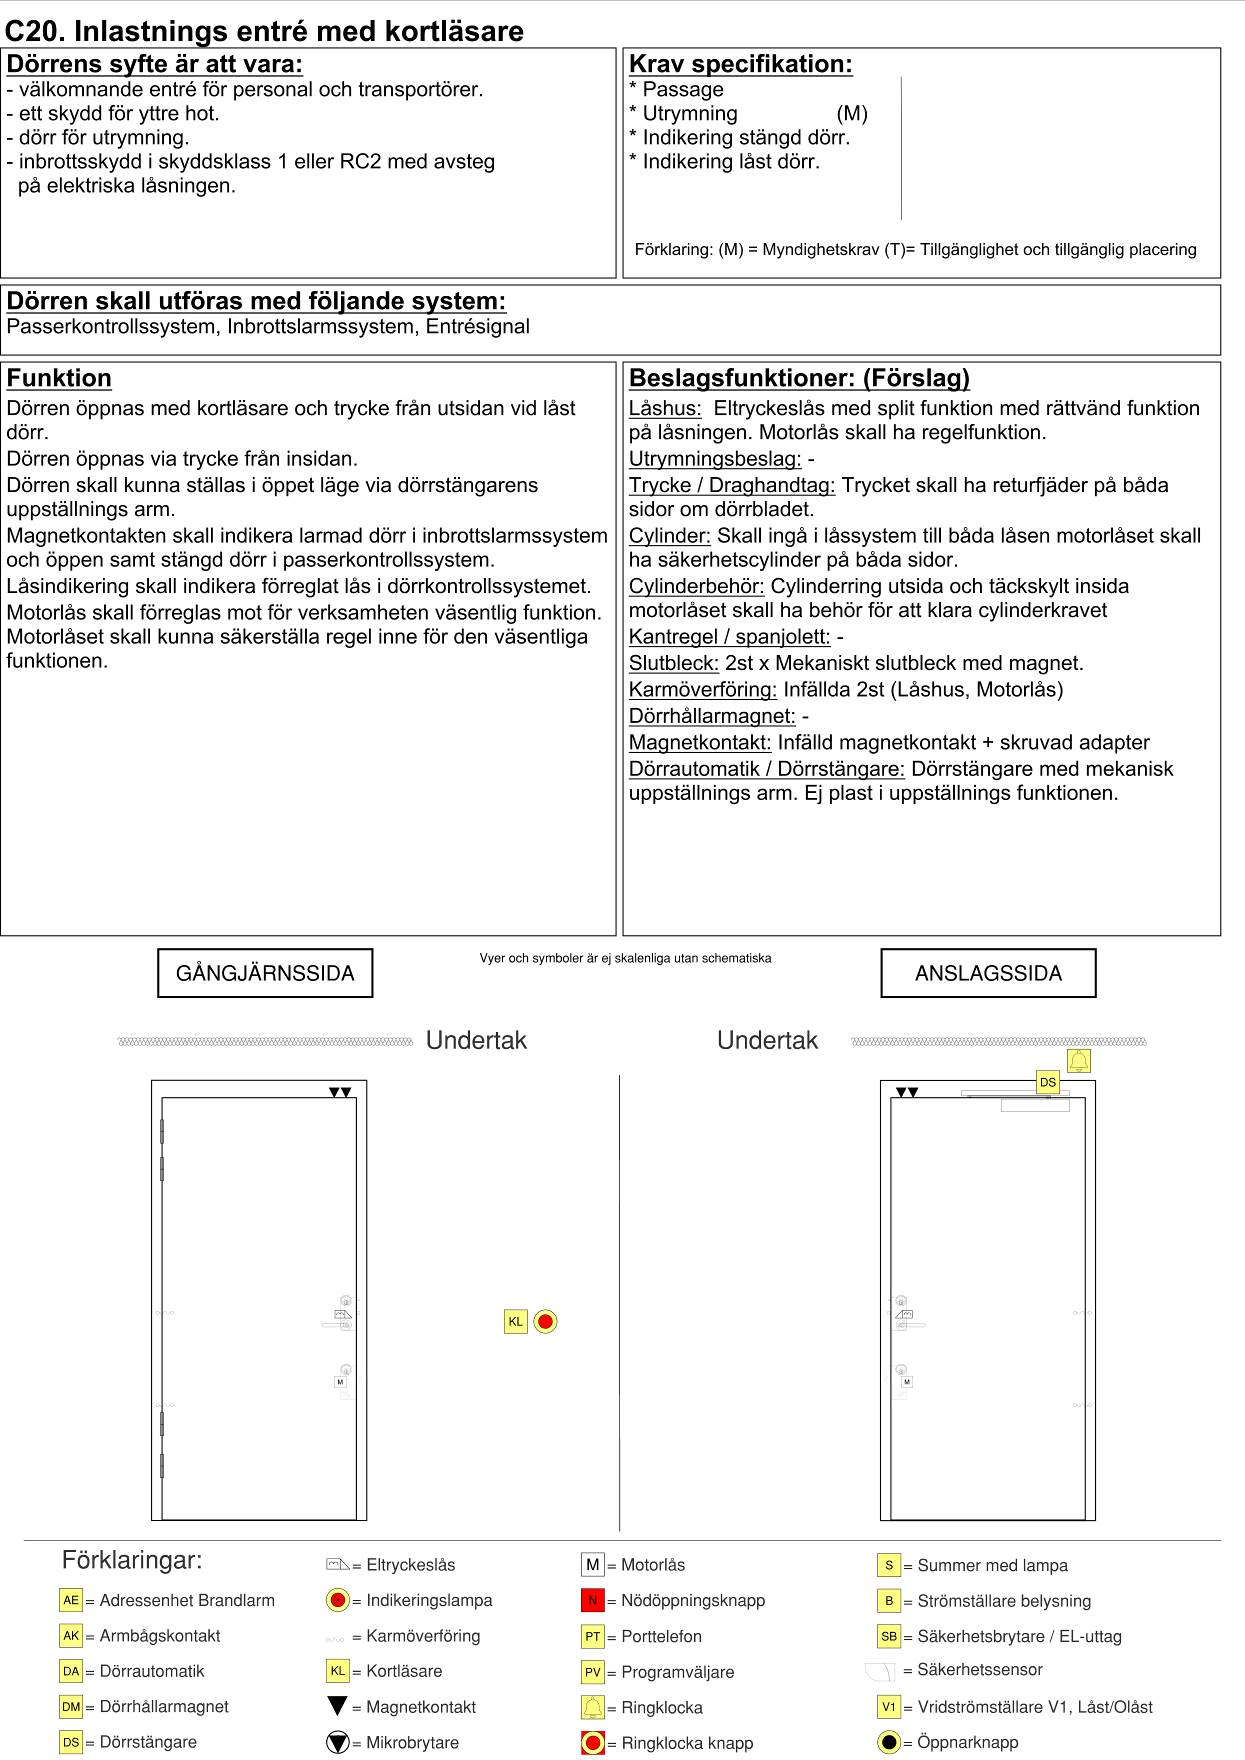 C20. Inlastnings entré med kortläsare
Dörrens syfte är att vara:
- välkomnande entré för personal och transportörer.
- ett skydd för yttre hot.
- dörr för utrymning.
- inbrottsskydd i skyddsklass 1 eller RC2 med avsteg
på elektriska låsningen.
Krav specifikation:
* Passage
* Utrymning (M)
* Indikering stängd dörr.
* Indikering låst dörr.
Förklaring: (M) = Myndighetskrav (T)= Tillgänglighet och tillgänglig placering
Dörren skall utföras med följande system:
Passerkontrollssystem, Inbrottslarmssystem, Entrésignal
Funktion
Dörren öppnas med kortläsare och trycke från utsidan vid låst
dörr.
Dörren öppnas via trycke från insidan.
Dörren skall kunna ställas i öppet läge via dörrstängarens
uppställnings arm.
Magnetkontakten skall indikera larmad dörr i inbrottslarmssystem
och öppen samt stängd dörr i passerkontrollssystem.
Låsindikering skall indikera förreglat lås i dörrkontrollssystemet.
Motorlås skall förreglas mot för verksamheten väsentlig funktion.
Motorlåset skall kunna säkerställa regel inne för den väsentliga
funktionen.
Beslagsfunktioner: (Förslag)
Låshus: Eltryckeslås med split funktion med rättvänd funktion
på låsningen. Motorlås skall ha regelfunktion.
Utrymningsbeslag: -
Trycke / Draghandtag: Trycket skall ha returfjäder på båda
sidor om dörrbladet.
Cylinder: Skall ingå i låssystem till båda låsen motorlåset skall
ha säkerhetscylinder på båda sidor.
Cylinderbehör: Cylinderring utsida och täckskylt insida
motorlåset skall ha behör för att klara cylinderkravet
Kantregel / spanjolett: -
Slutbleck: 2st x Mekaniskt slutbleck med magnet.
Karmöverföring: Infällda 2st (Låshus, Motorlås)
Dörrhållarmagnet: -
Magnetkontakt: Infälld magnetkontakt + skruvad adapter
Dörrautomatik / Dörrstängare: Dörrstängare med mekanisk
uppställnings arm. Ej plast i uppställnings funktionen.
GÅNGJÄRNSSIDA
Vyer och symboler är ej skalenliga utan schematiska
ANSLAGSSIDA
Undertak
Undertak
DS
KL
M
M
Förklaringar:
= Eltryckeslås
M = Motorlås
S = Summer med lampa
AE = Adressenhet Brandlarm
= Indikeringslampa
N = Nödöppningsknapp
B = Strömställare belysning
AK = Armbågskontakt
= Karmöverföring
PT = Porttelefon
SB = Säkerhetsbrytare / EL-uttag
DA = Dörrautomatik
KL = Kortläsare
PV = Programväljare
= Säkerhetssensor
DM = Dörrhållarmagnet
= Magnetkontakt
= Ringklocka
V1 = Vridströmställare V1, Låst/Olåst
DS = Dörrstängare
= Mikrobrytare
= Ringklocka knapp
= Öppnarknapp